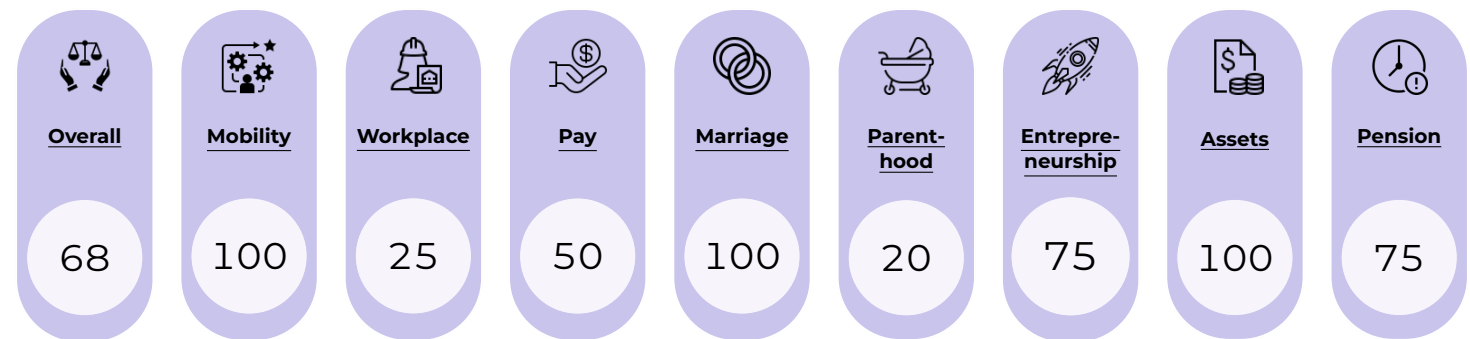 Overall
68
Mobility
100
Workplace
25
Pay
50
Marriage
100
Parent-
hood
20
Entrepre-
neurship
75
Assets
100
Pension
75